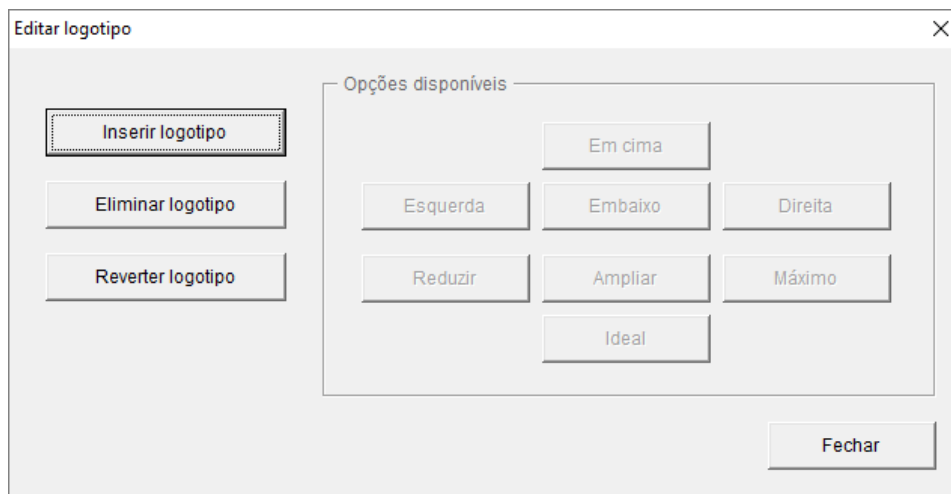 Editar logotipo
Opções disponíveis
Inserir logotipo
Em cima
Eliminar logotipo
Esquerda Embaixo Direita
Reverter logotipo
Reduzir Ampliar Máximo
Ideal
Fechar